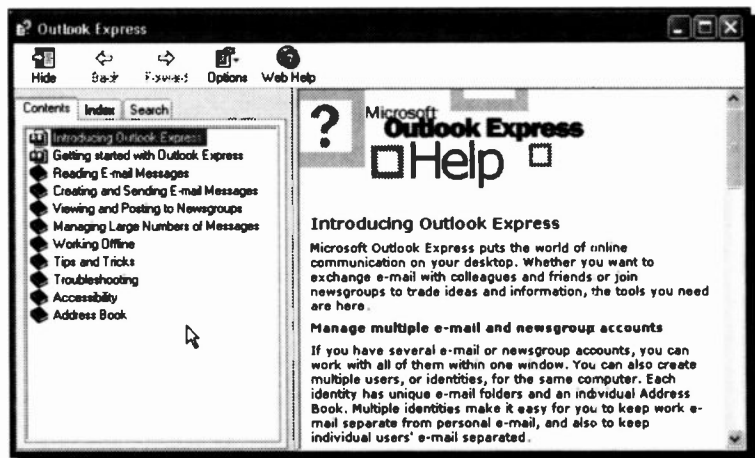 Outlook Express
Hide Back Forward Options Web Help
Contents Index Search
Introducing Outlook Express
Getting started with Outlook Express
Reading E-mail Messages
Creating and Sending E-mail Messages
Viewing and Posting to Newsgroups
Managing Large Numbers of Messages
Working Offline
Tips and Tricks
Troubleshooting
Accessibility
Address Book
?
Microsoft
Outlook Express
Help
Introducing Outlook Express
Microsoft Outlook Express puts the world of online
communication on your desktop. Whether you want to
exchange e-mail with colleagues and friends or join
newsgroups to trade ideas and information, the tools you need
are here.
Manage multiple e-mail and newsgroup accounts
If you have several e-mail or newsgroup accounts, you can
work with all of them within one window. You can also create
multiple users, or identities, for the same computer. Each
identity has unique e-mail folders and an individual Address
Book. Multiple identities make it easy for you to keep work e-
mail separate from personal e-mail, and also to keep
individual users' e-mail separated.